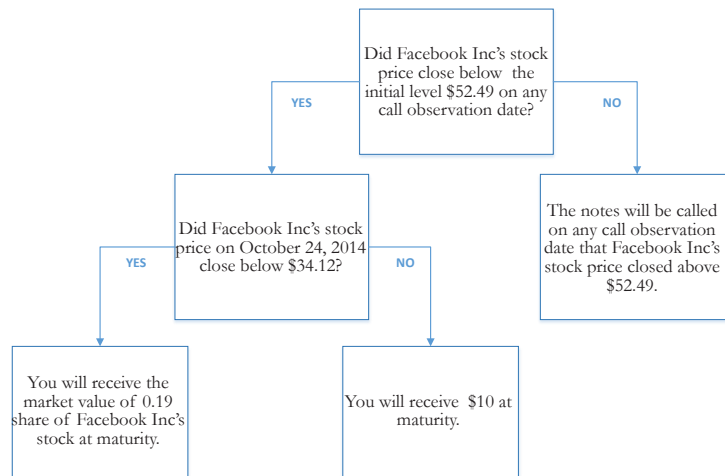 Did Facebook Inc's stock
price close below the
initial level $52.49 on any
call observation date?
YES
NO
Did Facebook Inc's stock
price on October 24, 2014
close below $34.12?
The notes will be called
on any call observation
date that Facebook Inc's
stock price closed above
$52.49.
YES
NO
You will receive the
market value of 0.19
share of Facebook Inc's
stock at maturity.
You will receive $10 at
maturity.